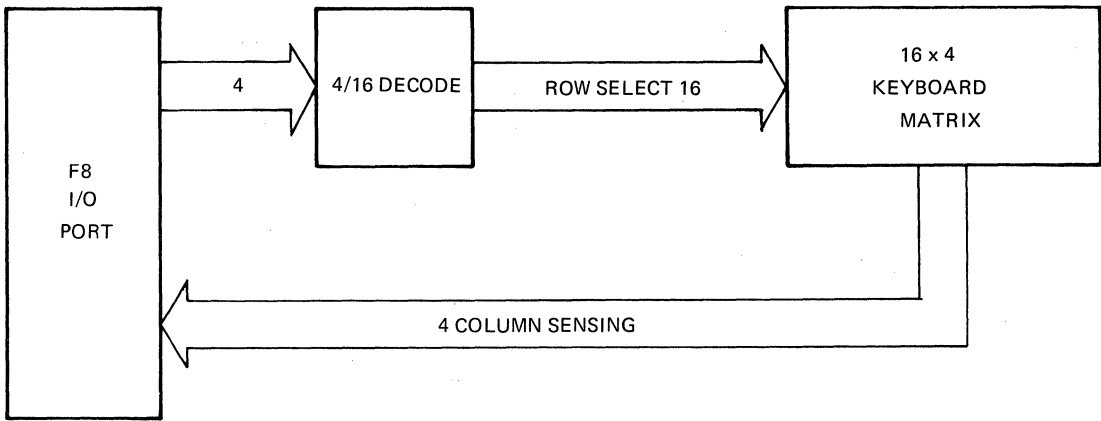 F8
I/O
PORT
4
4/16 DECODE
ROW SELECT 16
16 x 4
KEYBOARD
MATRIX
4 COLUMN SENSING